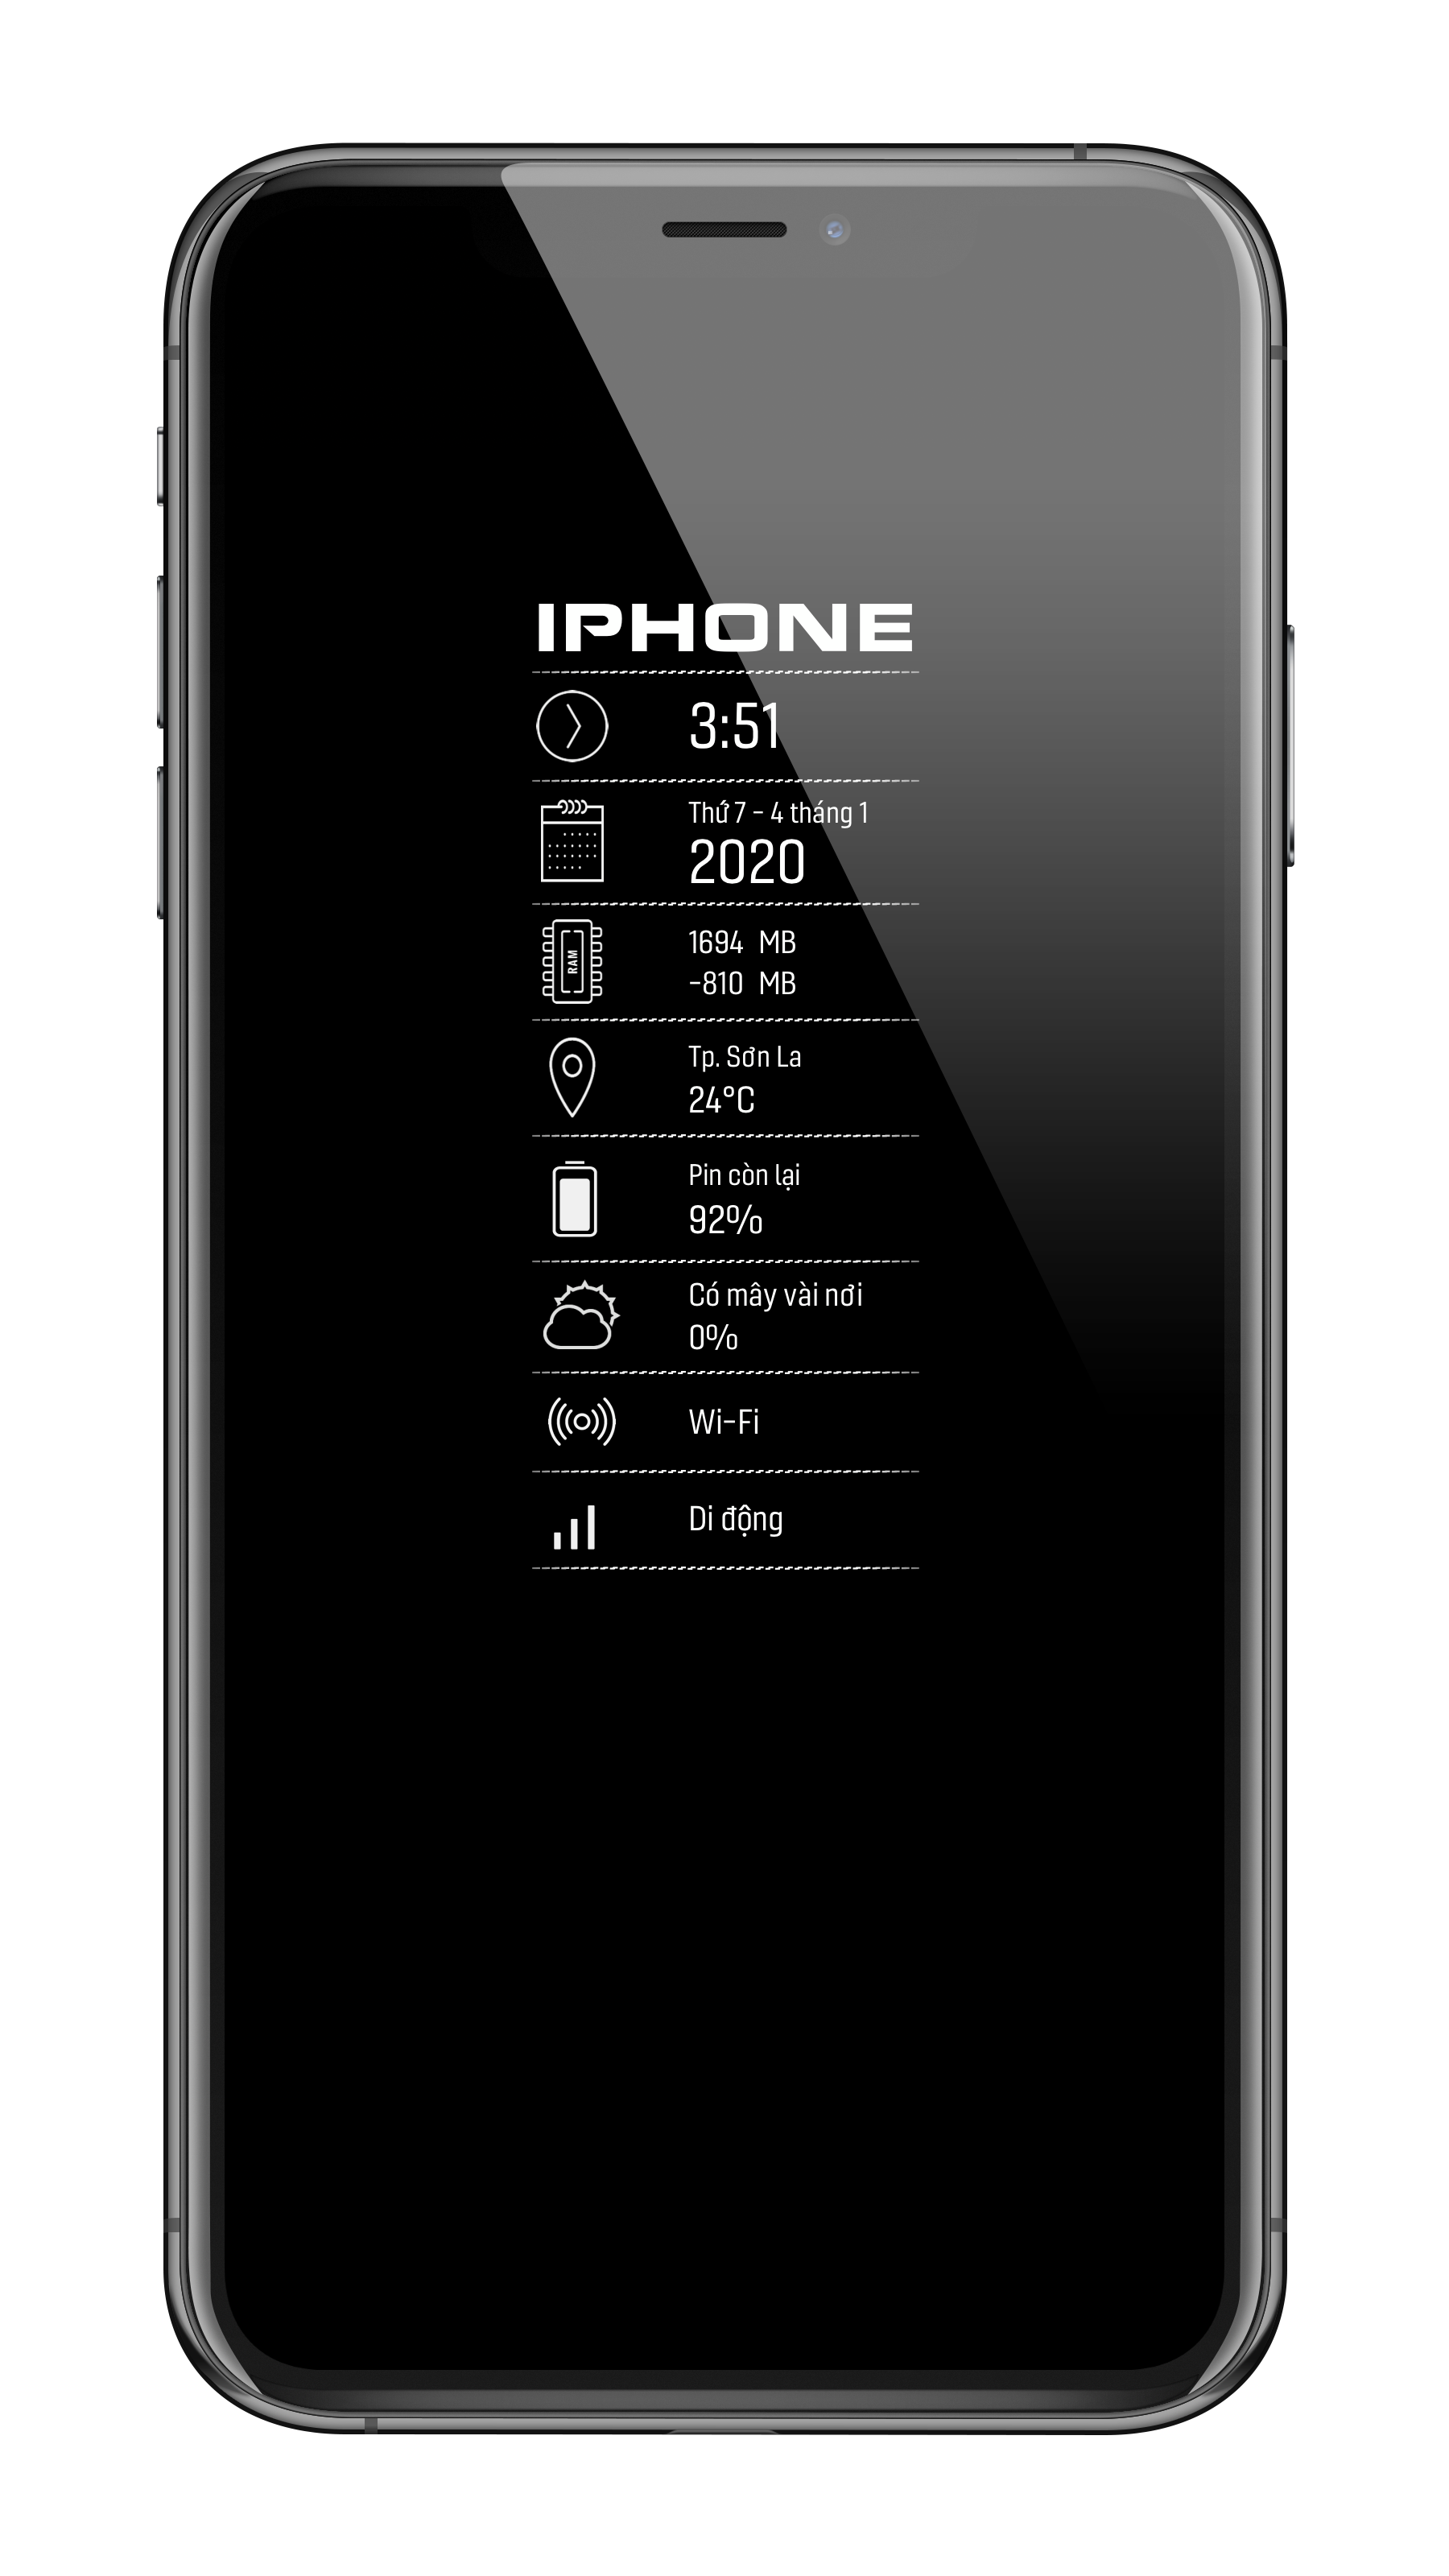 IPHONE
3:51
Thứ 7 - 4 tháng 1
2020
RAM
1694 MB
-810 MB
Tp. Sơn La
24°C
Pin còn lại
92%
Có mây vài nơi
0%
Wi-Fi
Di động